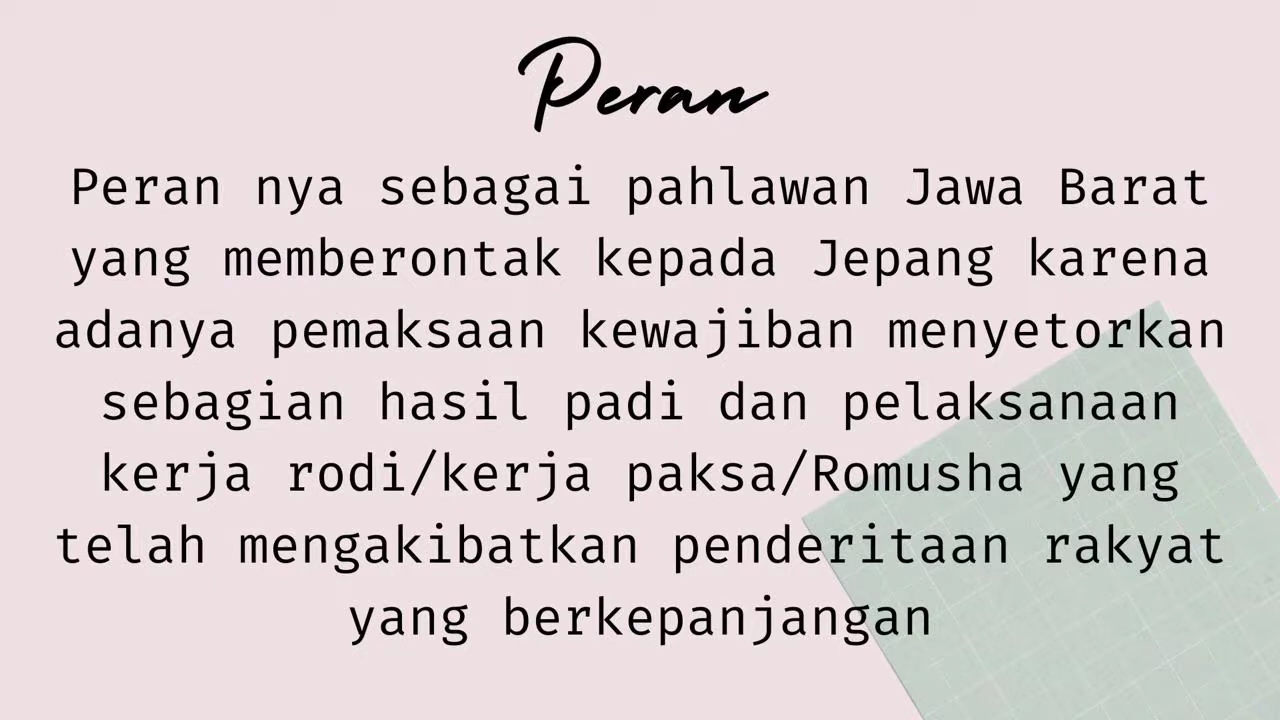 Peran
Peran nya sebagai pahlawan Jawa Barat
yang memberontak kepada Jepang karena
adanya pemaksaan kewajiban menyetorkan
sebagian hasil padi dan pelaksanaan
kerja rodi/kerja paksa/Romusha yang
telah mengakibatkan penderitaan rakyat
yang berkepanjangan